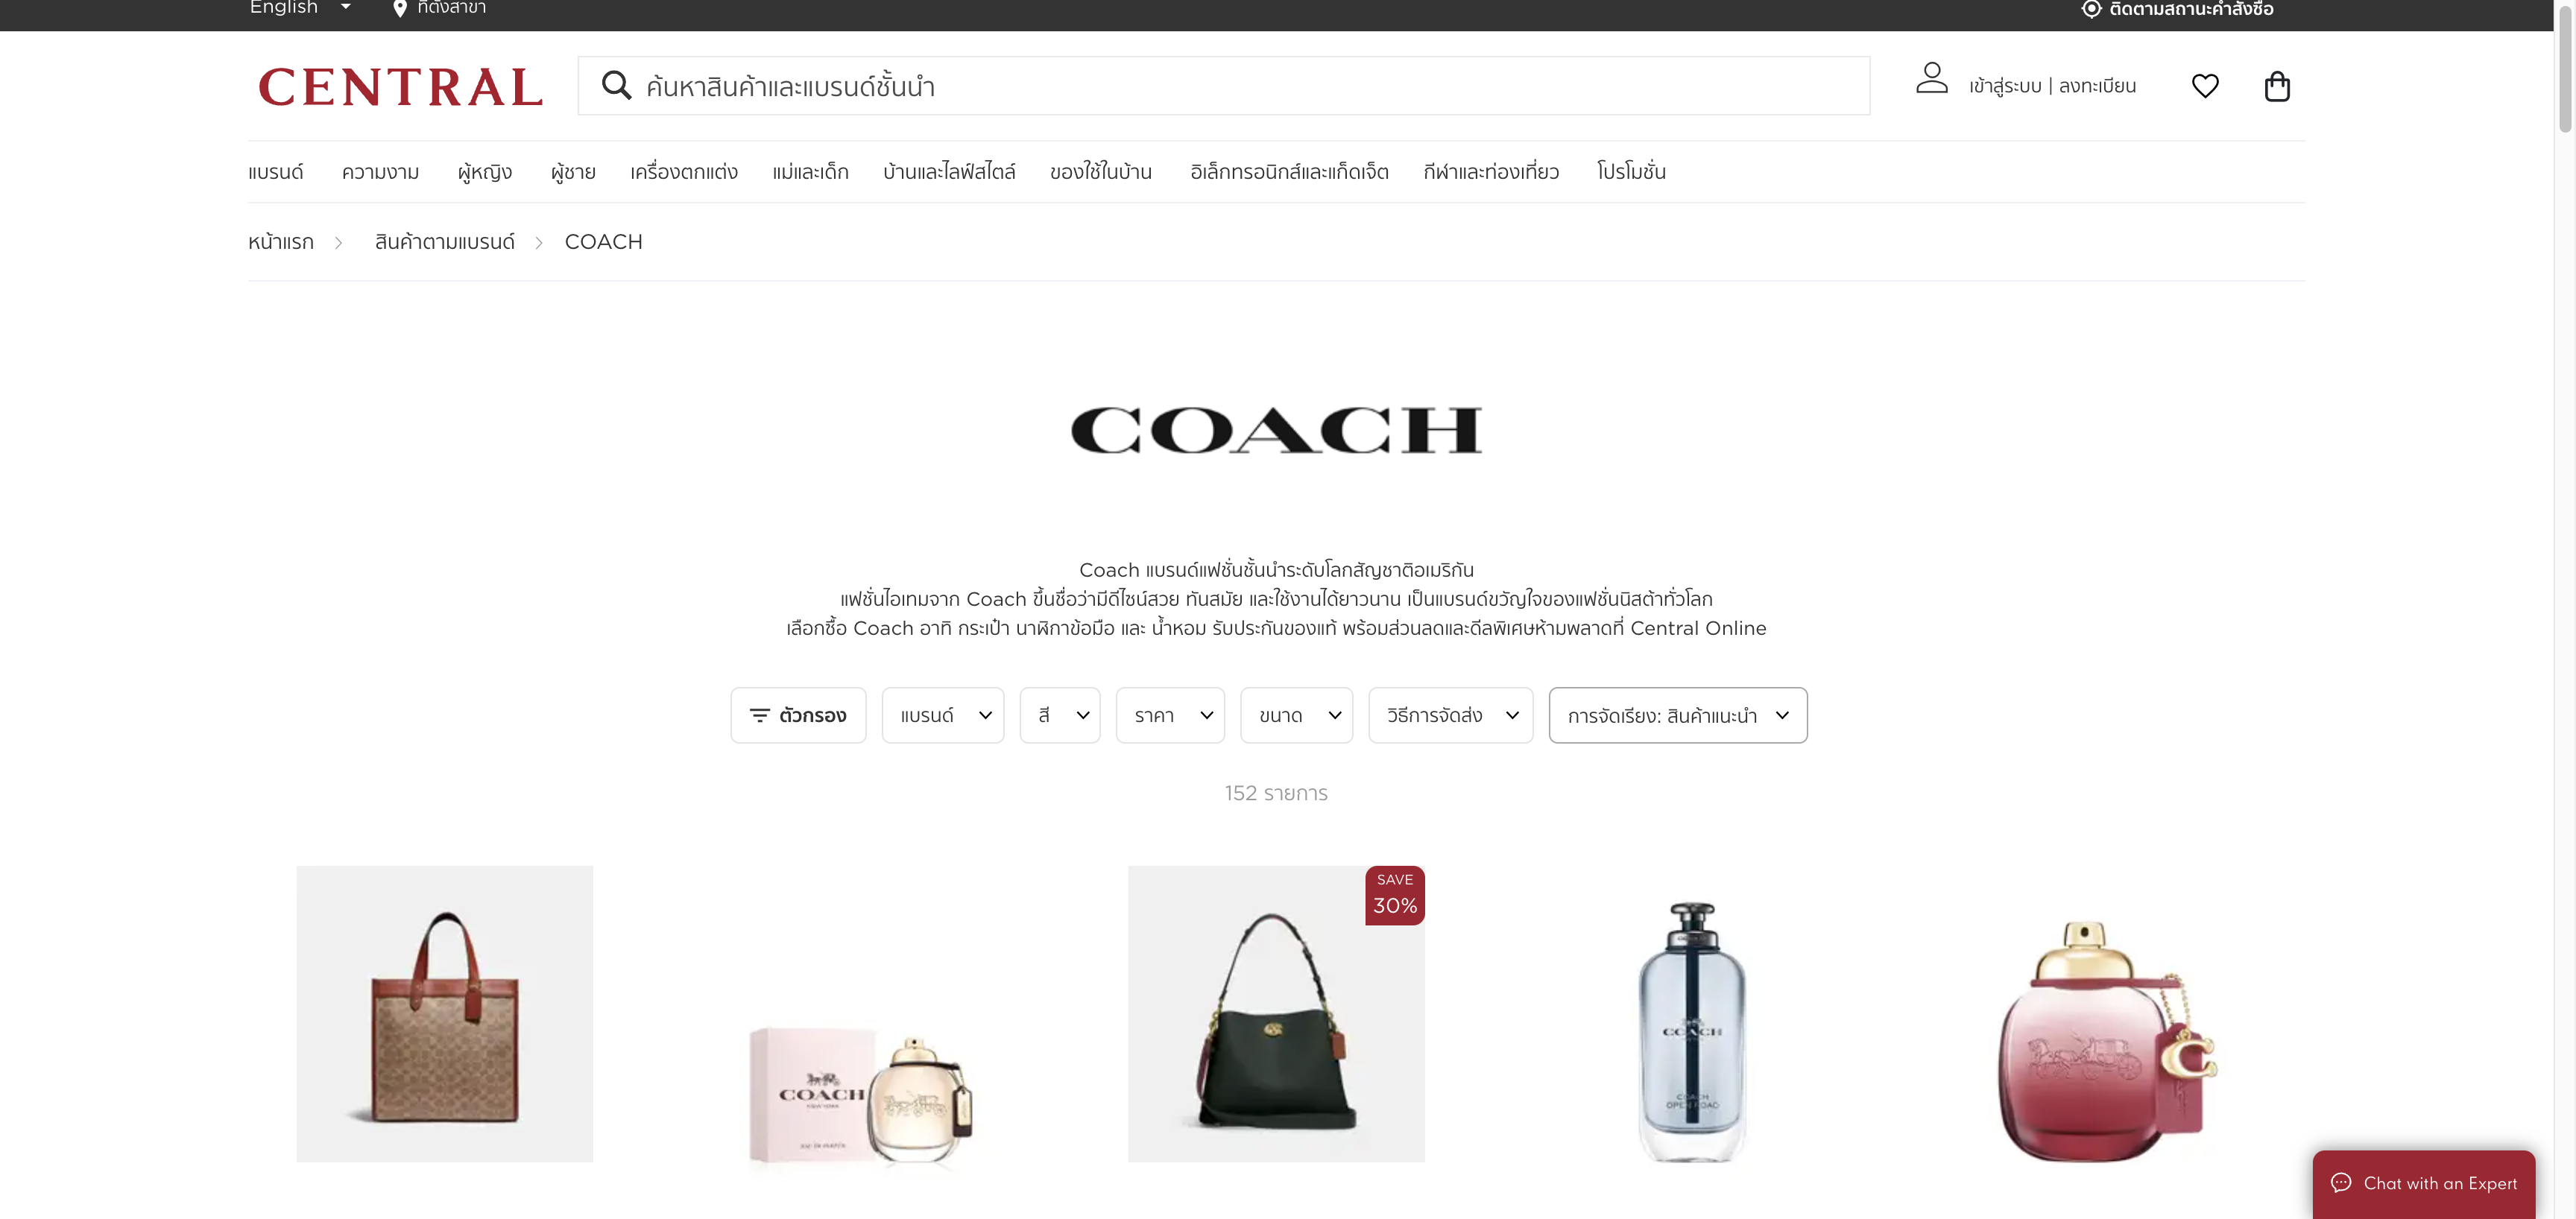 English
ที่ตั้งสาขา
ติดตามสถานะคำสั่งซื้อ
CENTRAL
ค้นหาสินค้าและแบรนด์ชั้นนำ
เข้าสู่ระบบ | ลงทะเบียน
แบรนด์ ความงาม ผู้หญิง ผู้ชาย เครื่องตกแต่ง แม่และเด็ก บ้านและไลฟ์สไตล์ ของใช้ในบ้าน อิเล็กทรอนิกส์และแก็ดเจ็ต กีฬาและท่องเที่ยว โปรโมชั่น
หน้าแรก สินค้าตามแบรนด์ COACH
COACH
Coach แบรนด์แฟชั่นชั้นนำระดับโลกสัญชาติอเมริกัน
แฟชั่นไอเทมจาก Coach ขึ้นชื่อว่ามีดีไซน์สวย ทันสมัย และใช้งานได้ยาวนาน เป็นแบรนด์ขวัญใจของแฟชั่นนิสต้าทั่วโลก
เลือกซื้อ Coach อาทิ กระเป๋า นาฬิกาข้อมือ และ น้ำหอม รับประกันของแท้ พร้อมส่วนลดและดีลพิเศษห้ามพลาดที่ Central Online
ตัวกรอง แบรนด์ สี ราคา ขนาด วิธีการจัดส่ง การจัดเรียง: สินค้าแนะนำ
152 รายการ
SAVE
30%
COACH
NEW YORK
EAU DE PARFUM
COACH
COACH
OPEN ROAD
Chat with an Expert